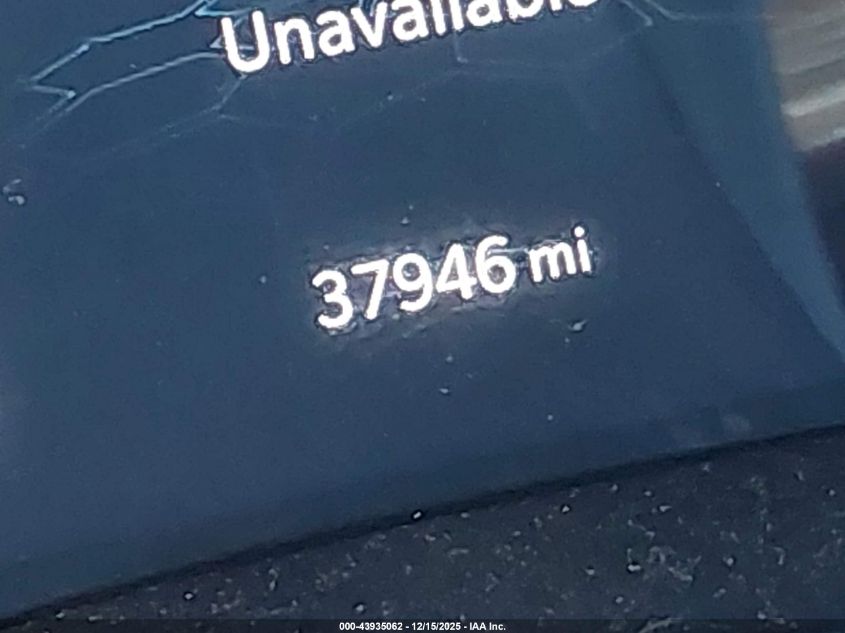 Unavailable
37946 mi
000-43935062 - 12/15/2025 - IAA Inc.